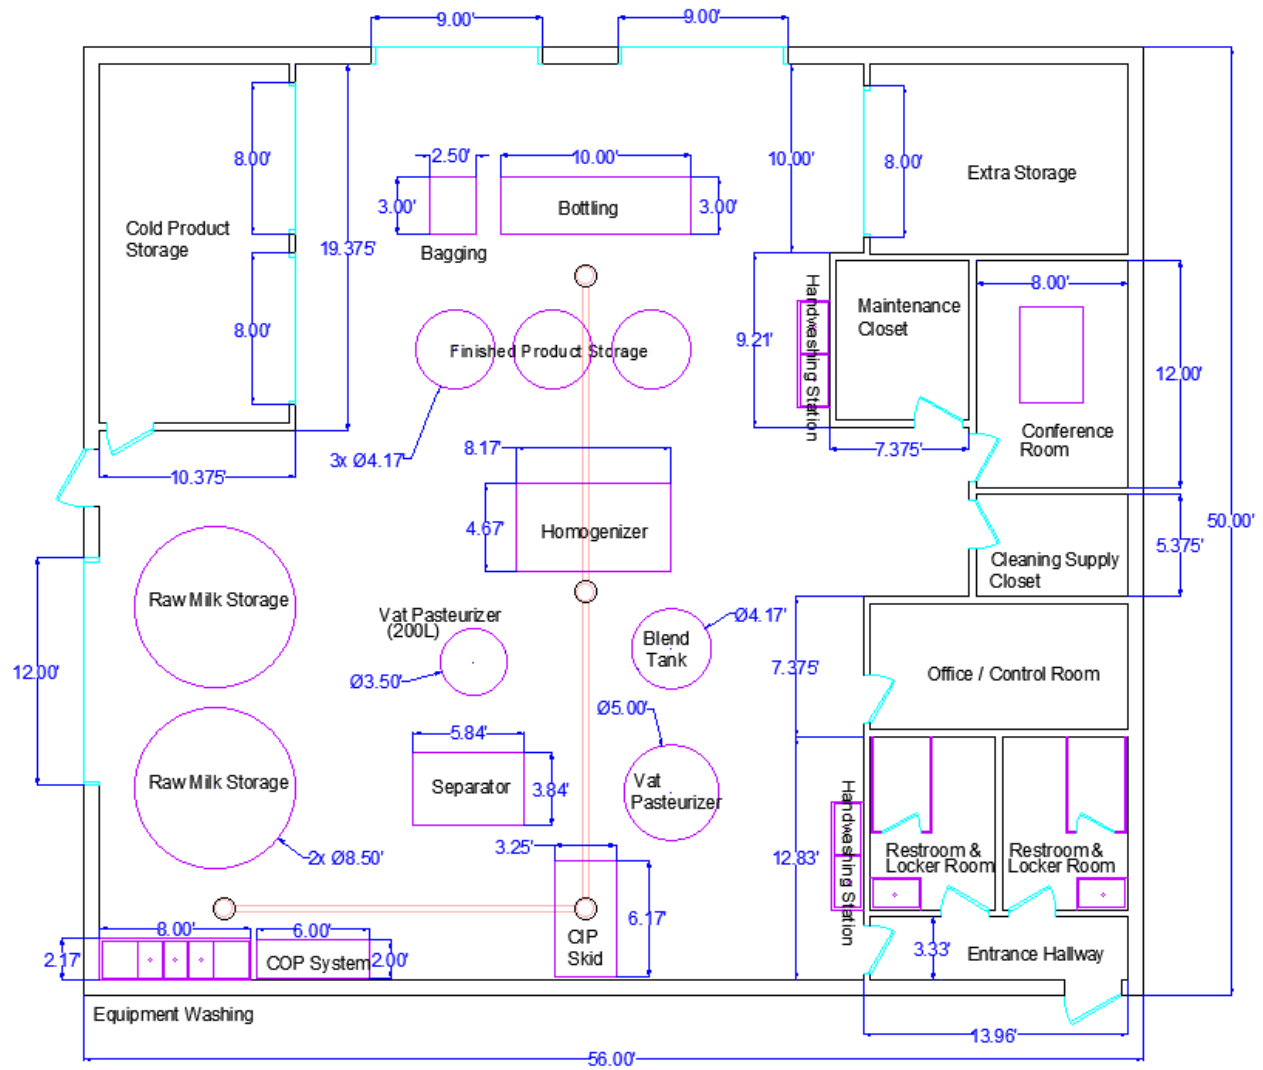 9.00'
9.00'
8.00'
2.50'
10.00'
10.00'
8.00'
Extra Storage
3.00'
Bottling
3.00'
Cold Product
Storage
19.375'
Bagging
Handwashing Station
Maintenance
Closet
8.00'
8.00'
9.21'
Finished Product Storage
12.00'
3x Ø4.17'
8.17'
7.375'
Conference
Room
10.375'
4.67'
Homogenizer
50.00'
5.375'
Cleaning Supply
Closet
Raw Milk Storage
Vat Pasteurizer
(200L)
Ø4.17'
Blend
Tank
12.00'
Ø3.50'
7.375'
Office / Control Room
Ø5.00'
5.84'
Raw Milk Storage
Separator
3.84'
Vat
Pasteurizer
Handwashing Station
2x Ø8.50'
3.25'
12.83'
Restroom &
Locker Room
Restroom &
Locker Room
6.17'
8.00'
6.00'
CIP
Skid
3.33'
Entrance Hallway
2.17'
COP System
2.00'
Equipment Washing
13.96'
56.00'